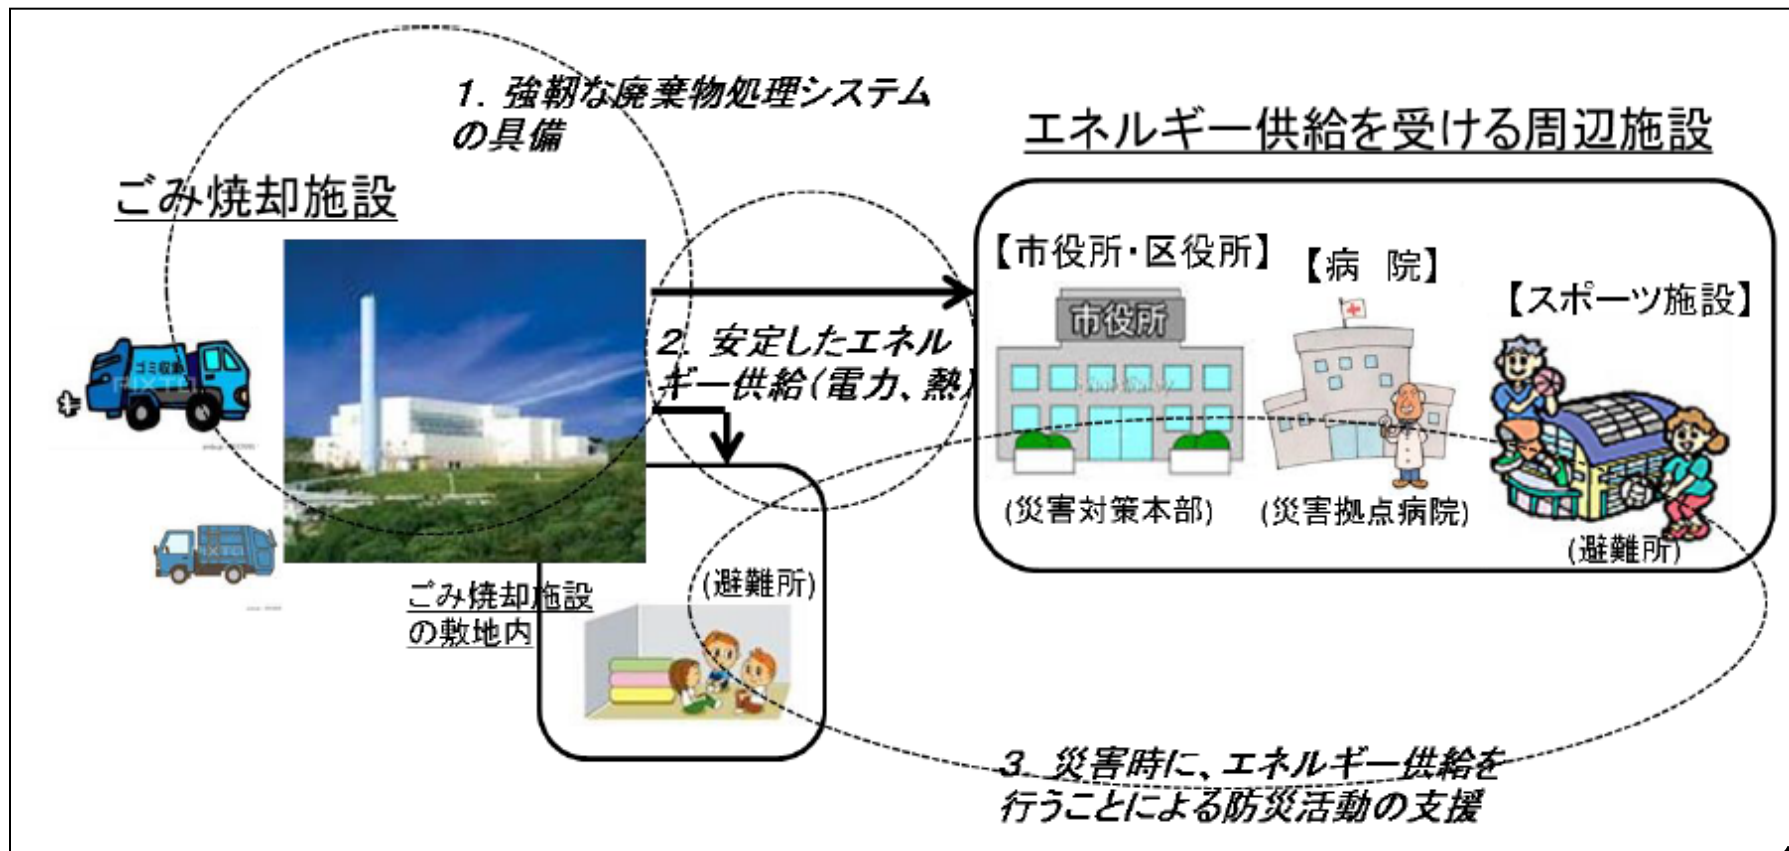 1. 強靭な廃棄物処理システム
の具備
エネルギー供給を受ける周辺施設
ごみ焼却施設
【市役所・区役所】
【病　院】
【スポーツ施設】
市役所
2. 安定したエネル
ギー供給(電力、熱)
ゴミ収集
PIXTA
(災害対策本部)
(災害拠点病院)
(避難所)
PIXTA
ごみ焼却施設
の敷地内
(避難所)
3. 災害時に、エネルギー供給を
行うことによる防災活動の支援